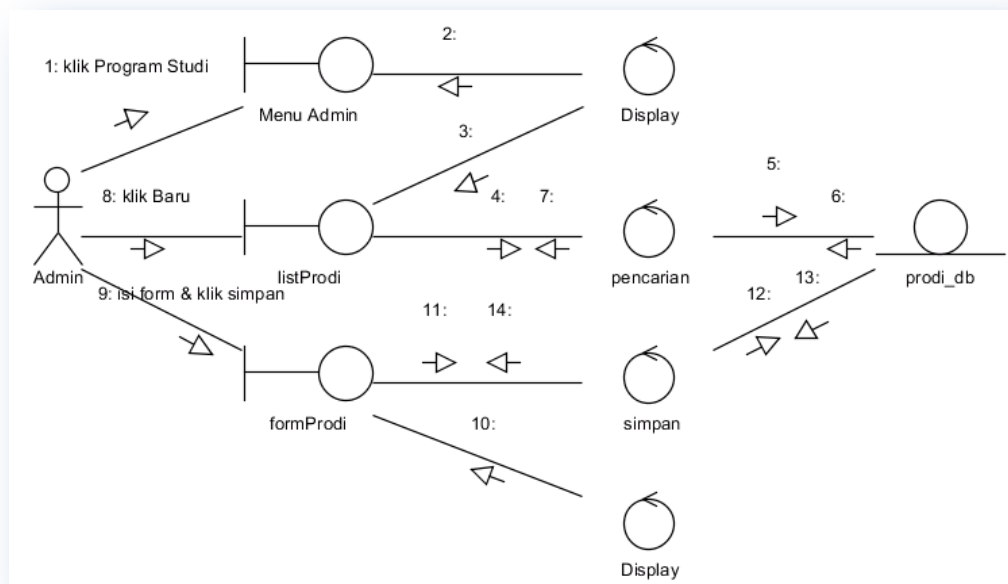 2:
1: klik Program Studi
Menu Admin
Display
3:
5:
8: klik Baru
4:
7:
6:
Admin
listProdi
pencarian
prodi_db
9: isi form & klik simpan
13:
12:
11:
14:
formProdi
simpan
10:
Display